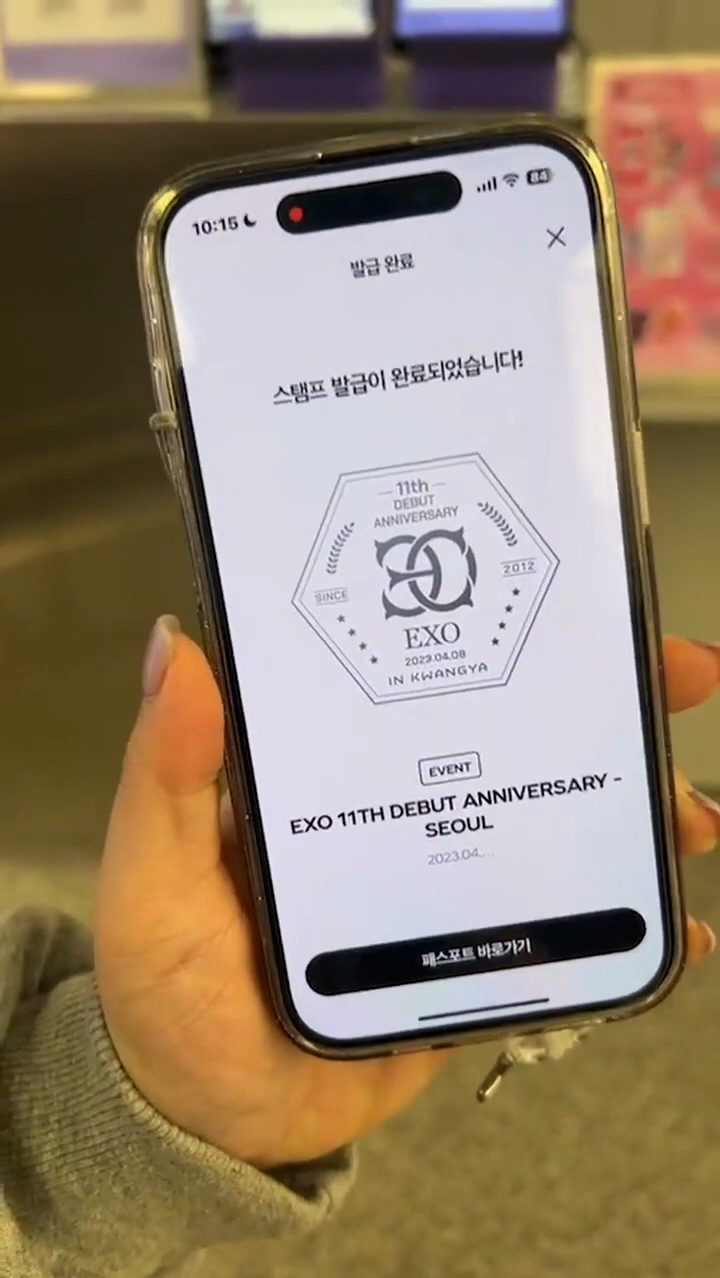 10:15
84
발급 완료
스탬프 발급이 완료되었습니다!
11th
DEBUT
ANNIVERSARY
SINCE
2012
EXO
2023.04.08
IN KWANGYA
EVENT
EXO 11TH DEBUT ANNIVERSARY -
SEOUL
2023.04....
패스포트 바로가기